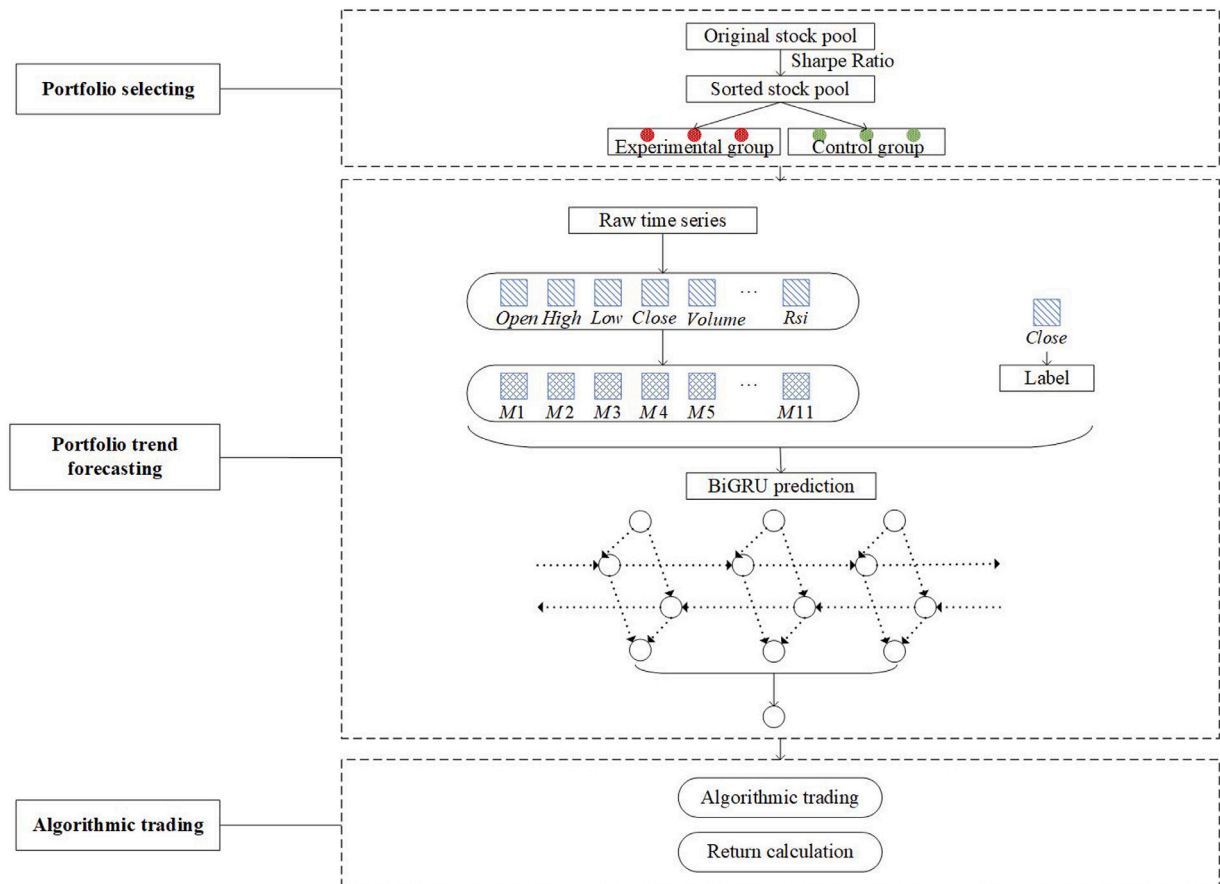 Original stock pool
Sharpe Ratio
Portfolio selecting
Sorted stock pool
Experimental group
Control group
Raw time series
Open High Low Close Volume ... Rsi
Close
Label
M1 M2 M3 M4 M5 ... M11
Portfolio trend
forecasting
BiGRU prediction
Algorithmic trading
Algorithmic trading
Return calculation